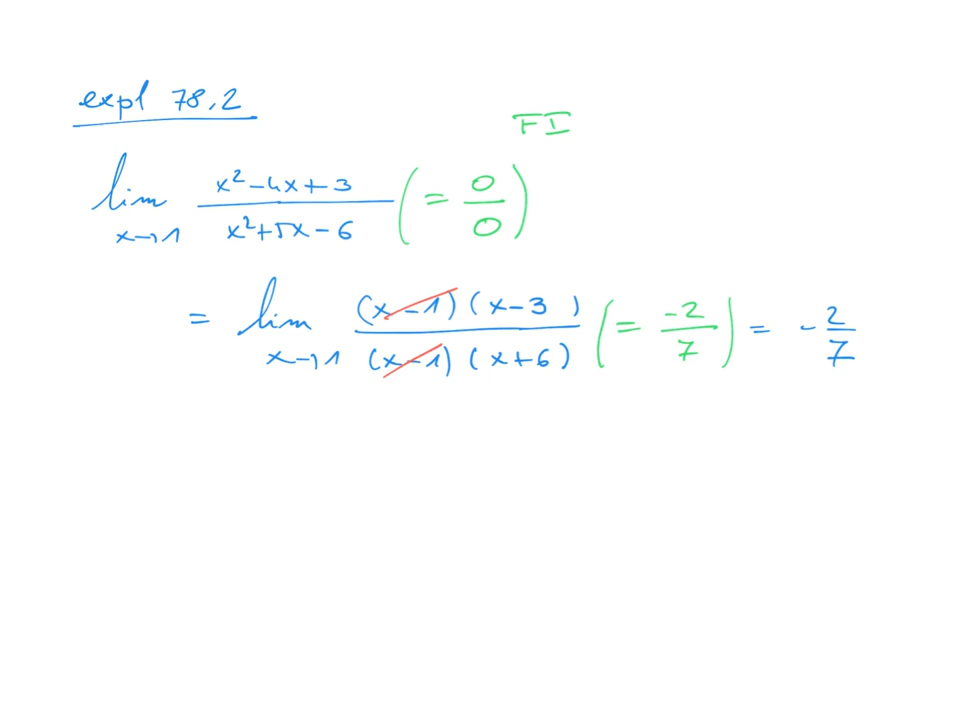 expl 78.2
FI
lim x→1 (x²-4x+3)/(x²+5x-6) (= 0/0)
= lim x→1 ((x-1)(x-3))/((x-1)(x+6)) (= -2/7) = -2/7